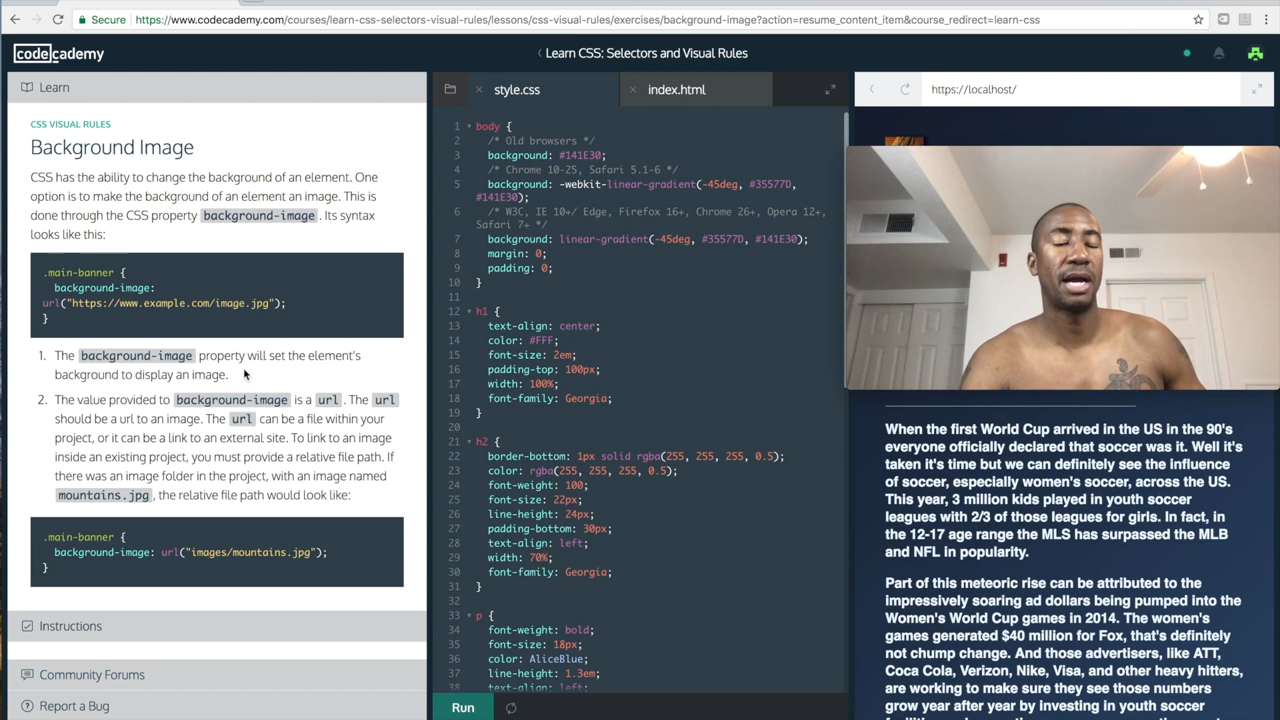 Secure
https://www.codecademy.com/courses/learn-css-selectors-visual-rules/lessons/css-visual-rules/exercises/background-image?action=resume_content_item&course_redirect=learn-css
codecademy
Learn CSS: Selectors and Visual Rules
Learn
CSS VISUAL RULES
Background Image
CSS has the ability to change the background of an element. One
option is to make the background of an element an image. This is
done through the CSS property background-image. Its syntax
looks like this:
.main-banner {
background-image:
url("https://www.example.com/image.jpg");
}
1. The background-image property will set the element's
background to display an image.
2. The value provided to background-image is a url. The url
should be a url to an image. The url can be a file within your
project, or it can be a link to an external site. To link to an image
inside an existing project, you must provide a relative file path. If
there was an image folder in the project, with an image named
mountains.jpg, the relative file path would look like:
.main-banner {
background-image: url("images/mountains.jpg");
}
Instructions
Community Forums
Report a Bug
style.css
index.html
1 body {
2 /* Old browsers */
3 background: #141E30;
4 /* Chrome 10-25, Safari 5.1-6 */
5 background: -webkit-linear-gradient(-45deg, #35577D,
#141E30);
6 /* W3C, IE 10+/ Edge, Firefox 16+, Chrome 26+, Opera 12+,
Safari 7+ */
7 background: linear-gradient(-45deg, #35577D, #141E30);
8 margin: 0;
9 padding: 0;
10 }
11
12 h1 {
13 text-align: center;
14 color: #FFF;
15 font-size: 2em;
16 padding-top: 100px;
17 width: 100%;
18 font-family: Georgia;
19 }
20
21 h2 {
22 border-bottom: 1px solid rgba(255, 255, 255, 0.5);
23 color: rgba(255, 255, 255, 0.5);
24 font-weight: 100;
25 font-size: 22px;
26 line-height: 24px;
27 padding-bottom: 30px;
28 text-align: left;
29 width: 70%;
30 font-family: Georgia;
31 }
32
33 p {
34 font-weight: bold;
35 font-size: 18px;
36 color: AliceBlue;
37 line-height: 1.3em;
38 text-align: left;
Run
https://localhost/
When the first World Cup arrived in the US in the 90's
everyone officially declared that soccer was it. Well it's
taken it's time but we can definitely see the influence
of soccer, especially women's soccer, across the US.
This year, 3 million kids played in youth soccer
leagues with 2/3 of those leagues for girls. In fact, in
the 12-17 age range the MLS has surpassed the MLB
and NFL in popularity.
Part of this meteoric rise can be attributed to the
impressively soaring ad dollars being pumped into the
Women's World Cup games in 2014. The women's
games generated $40 million for Fox, that's definitely
not chump change. And those advertisers, like ATT,
Coca Cola, Verizon, Nike, Visa, and other heavy hitters,
are working to make sure they see those numbers
grow year after year by investing in youth soccer